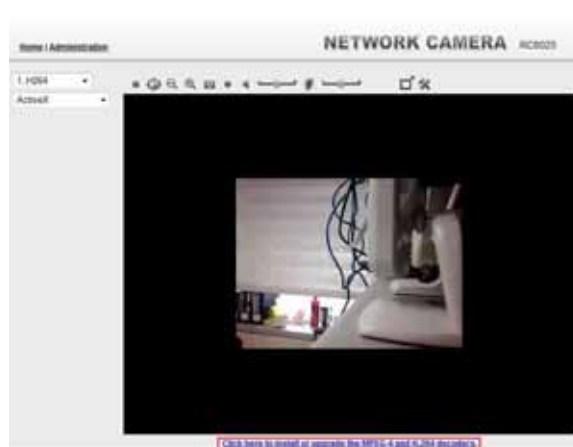 Home | Administration
NETWORK CAMERA RC8025
1. H264
ActiveX
Click here to install or upgrade the MPEG-4 and H.264 decoders.